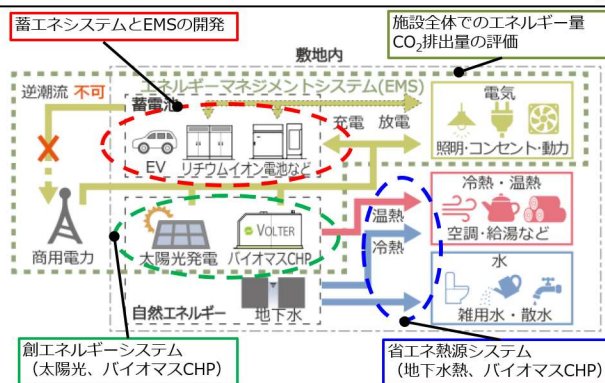 蓄エネシステムとEMSの開発
施設全体でのエネルギー量
CO₂排出量の評価
敷地内
エネルギーマネジメントシステム(EMS)
逆潮流 不可
蓄電池
充電 放電
電気
EV
リチウムイオン電池など
照明・コンセント・動力
商用電力
太陽光発電
VOLTER
バイオマスCHP
温熱
冷熱
冷熱・温熱
空調・給湯など
自然エネルギー
地下水
水
雑用水・散水
創エネルギーシステム
(太陽光、バイオマスCHP)
省エネ熱源システム
(地下水熱、バイオマスCHP)